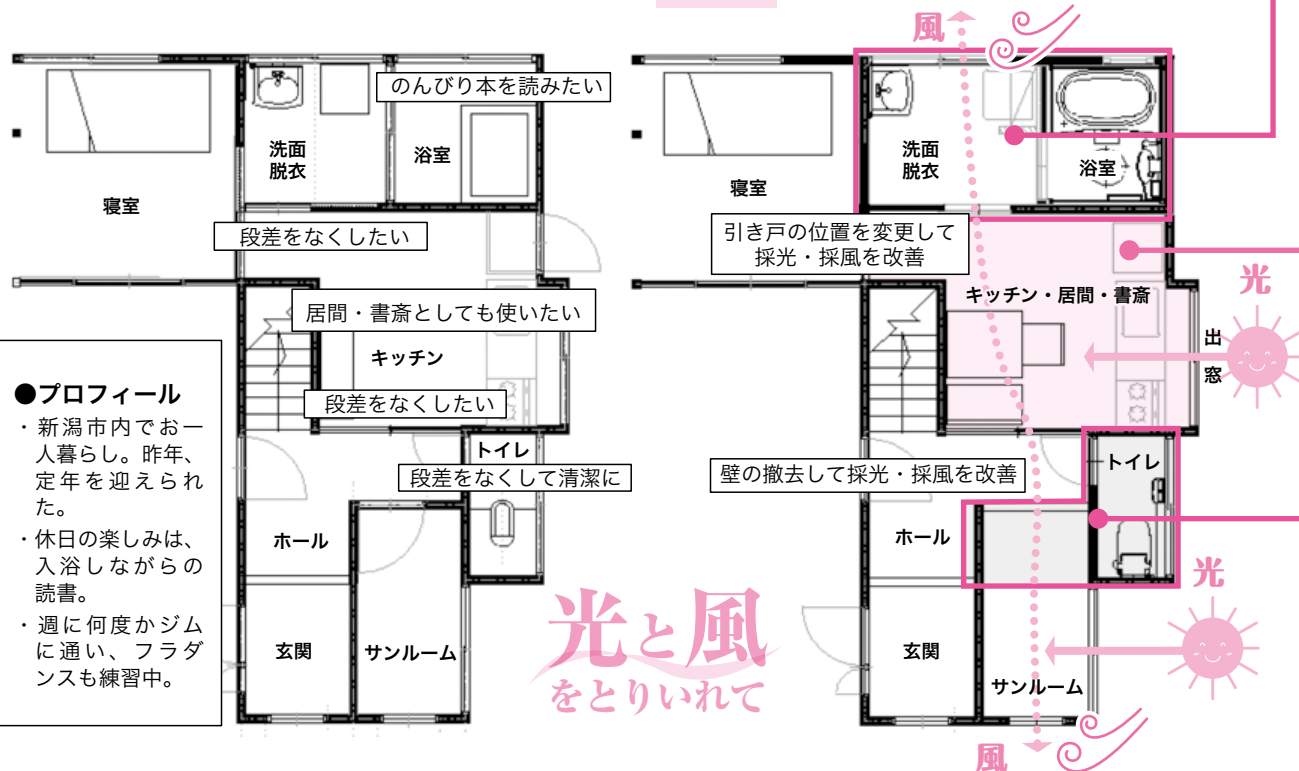 のんびり本を読みたい
洗面
脱衣
浴室
寝室
段差をなくしたい
居間・書斎としても使いたい
キッチン
段差をなくしたい
トイレ
段差をなくして清潔に
ホール
玄関
サンルーム
●プロフィール
・新潟市内でお一
人暮らし。昨年、
定年を迎えられ
た。
・休日の楽しみは、
入浴しながらの
読書。
・週に何度かジム
に通い、フラダ
ンスも練習中。
光と風
をとりいれて
風
洗面
脱衣
浴室
寝室
引き戸の位置を変更して
採光・採風を改善
キッチン・居間・書斎
光
出
窓
トイレ
壁の撤去して採光・採風を改善
ホール
光
玄関
サンルーム
風